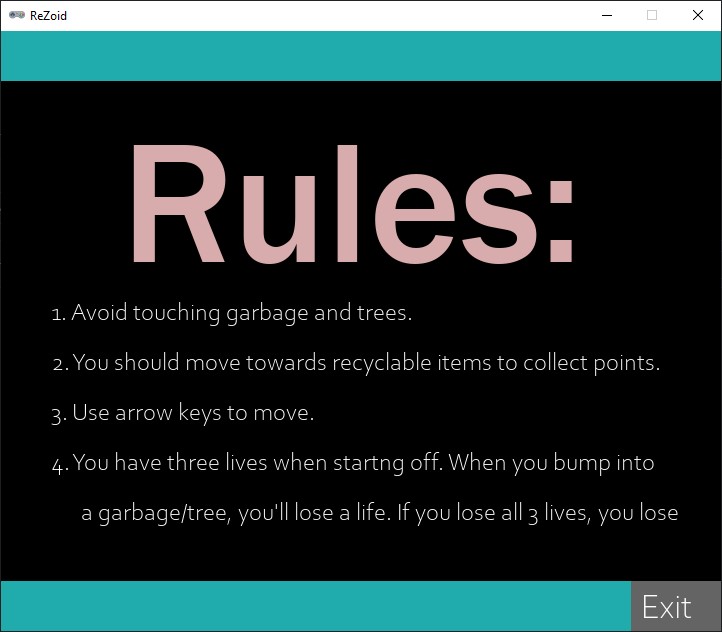 ReZoid
Rules:
1. Avoid touching garbage and trees.
2. You should move towards recyclable items to collect points.
3. Use arrow keys to move.
4. You have three lives when startng off. When you bump into
a garbage/tree, you'll lose a life. If you lose all 3 lives, you lose
Exit